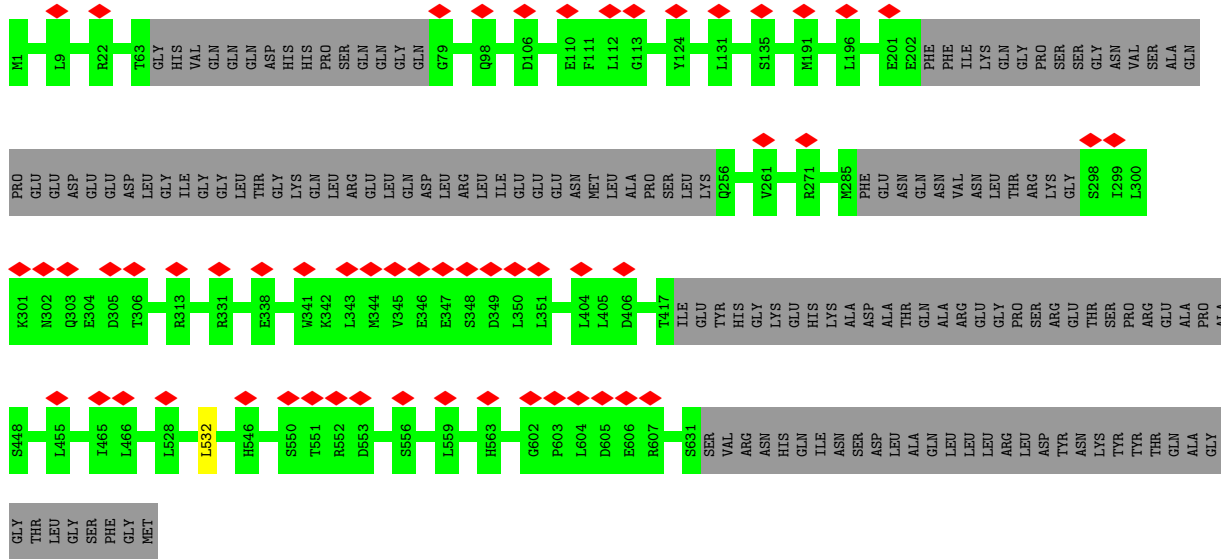 M1 L9 R22 T63 GLY HIS VAL GLN GLN GLN ASP HIS HIS PRO SER GLN GLN GLY GLN G79 Q98 D106 E110 F111 L112 G113 Y124 L131 S135 M191 L196 E201 E202 PHE PHE ILE LYS GLN GLY PRO SER SER GLY ASN VAL SER ALA GLN
PRO GLU GLU ASP GLU GLU ASP LEU GLY ILE GLY GLY LEU THR GLY LYS GLN LEU ARG GLU LEU GLN ASP LEU ARG LEU ILE GLU GLU GLU ASN MET LEU ALA PRO SER LEU LYS Q256 V261 R271 M285 PHE GLU ASN GLN ASN VAL ASN LEU THR ARG LYS GLY S298 I299 L300
K301 N302 Q303 E304 D305 T306 R313 R331 E338 W341 K342 L343 M344 V345 E346 E347 S348 D349 L350 L351 L404 L405 D406 T417 ILE GLU TYR HIS GLY LYS GLU HIS LYS ALA ASP ALA THR GLN ALA ARG GLU GLY PRO SER ARG GLU THR SER PRO ARG GLU ALA PRO ALA
S448 L455 I465 L466 L528 L532 H546 S550 T551 R552 D553 S556 L559 H563 G602 P603 L604 D605 E606 R607 S631 SER VAL ARG ASN HIS GLN ILE ASN SER ASP LEU ALA GLN LEU LEU LEU ARG LEU ASP TYR ASN LYS TYR TYR THR GLN ALA GLY
GLY THR LEU GLY SER PHE GLY MET